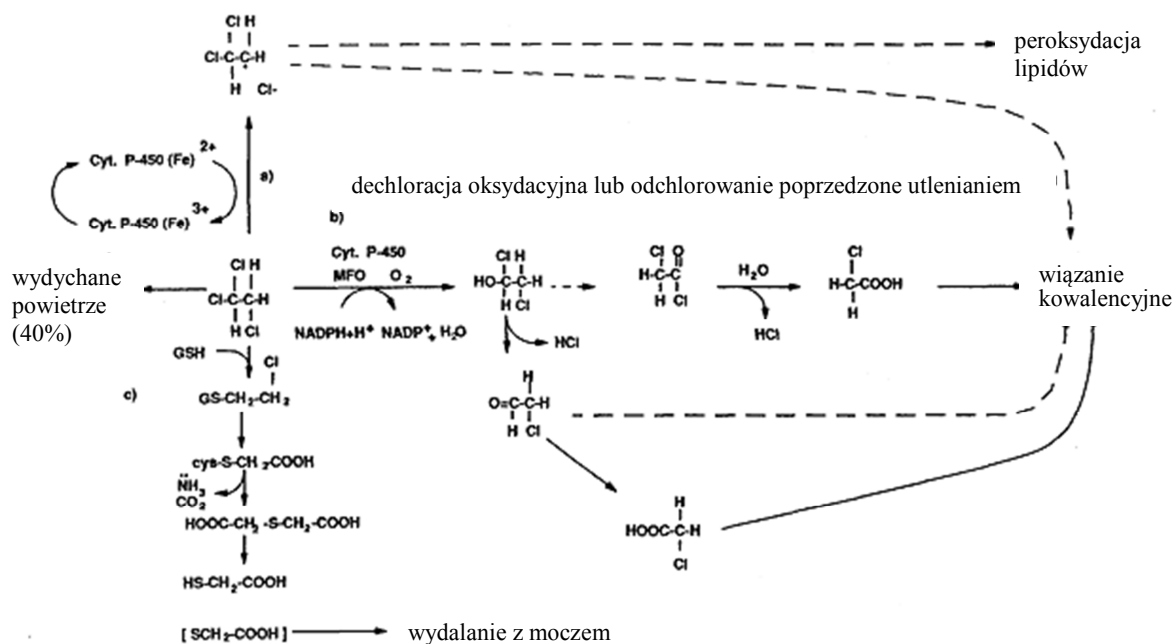 Cl H
Cl-C-C-H
H Cl-
peroksydacja
lipidów
Cyt. P-450 (Fe) 2+
a)
Cyt. P-450 (Fe) 3+
dechloracja oksydacyjna lub odchlorowanie poprzedzone utlenianiem
b)
wydychane
powietrze
(40%)
Cl H
Cl-C-C-H
H Cl
Cyt. P-450
MFO O2
NADPH+H+ NADP+ + H2O
Cl H
HO-C-C-H
H Cl
HCl
Cl O
H-C-C
H Cl
H2O
HCl
Cl
H-C-COOH
H
wiązanie
kowalencyjne
GSH
c)
Cl
GS-CH2-CH2
H
O=C-C-H
H Cl
cys-S-CH2-COOH
NH3
CO2
HOOC-CH2-S-CH2-COOH
H
HOOC-C-H
Cl
HS-CH2-COOH
[ SCH2-COOH ]
wydalanie z moczem